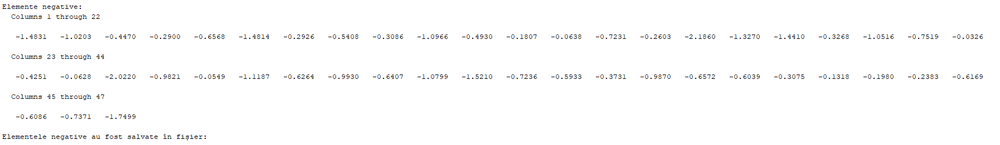 Elemente negative:
Columns 1 through 22
-1.4831 -1.0203 -0.4470 -0.2900 -0.6568 -1.4814 -0.2926 -0.5408 -0.3086 -1.0966 -0.4930 -0.1807 -0.0638 -0.7231 -0.2603 -2.1860 -1.3270 -1.4410 -0.3268 -1.0516 -0.7519 -0.0326
Columns 23 through 44
-0.4251 -0.0628 -2.0220 -0.9821 -0.0549 -1.1187 -0.6264 -0.9930 -0.6407 -1.0799 -1.5210 -0.7236 -0.5933 -0.3731 -0.9870 -0.6572 -0.6039 -0.3075 -0.1318 -0.1980 -0.2383 -0.6169
Columns 45 through 47
-0.6086 -0.7371 -1.7499
Elementele negative au fost salvate în fișier: